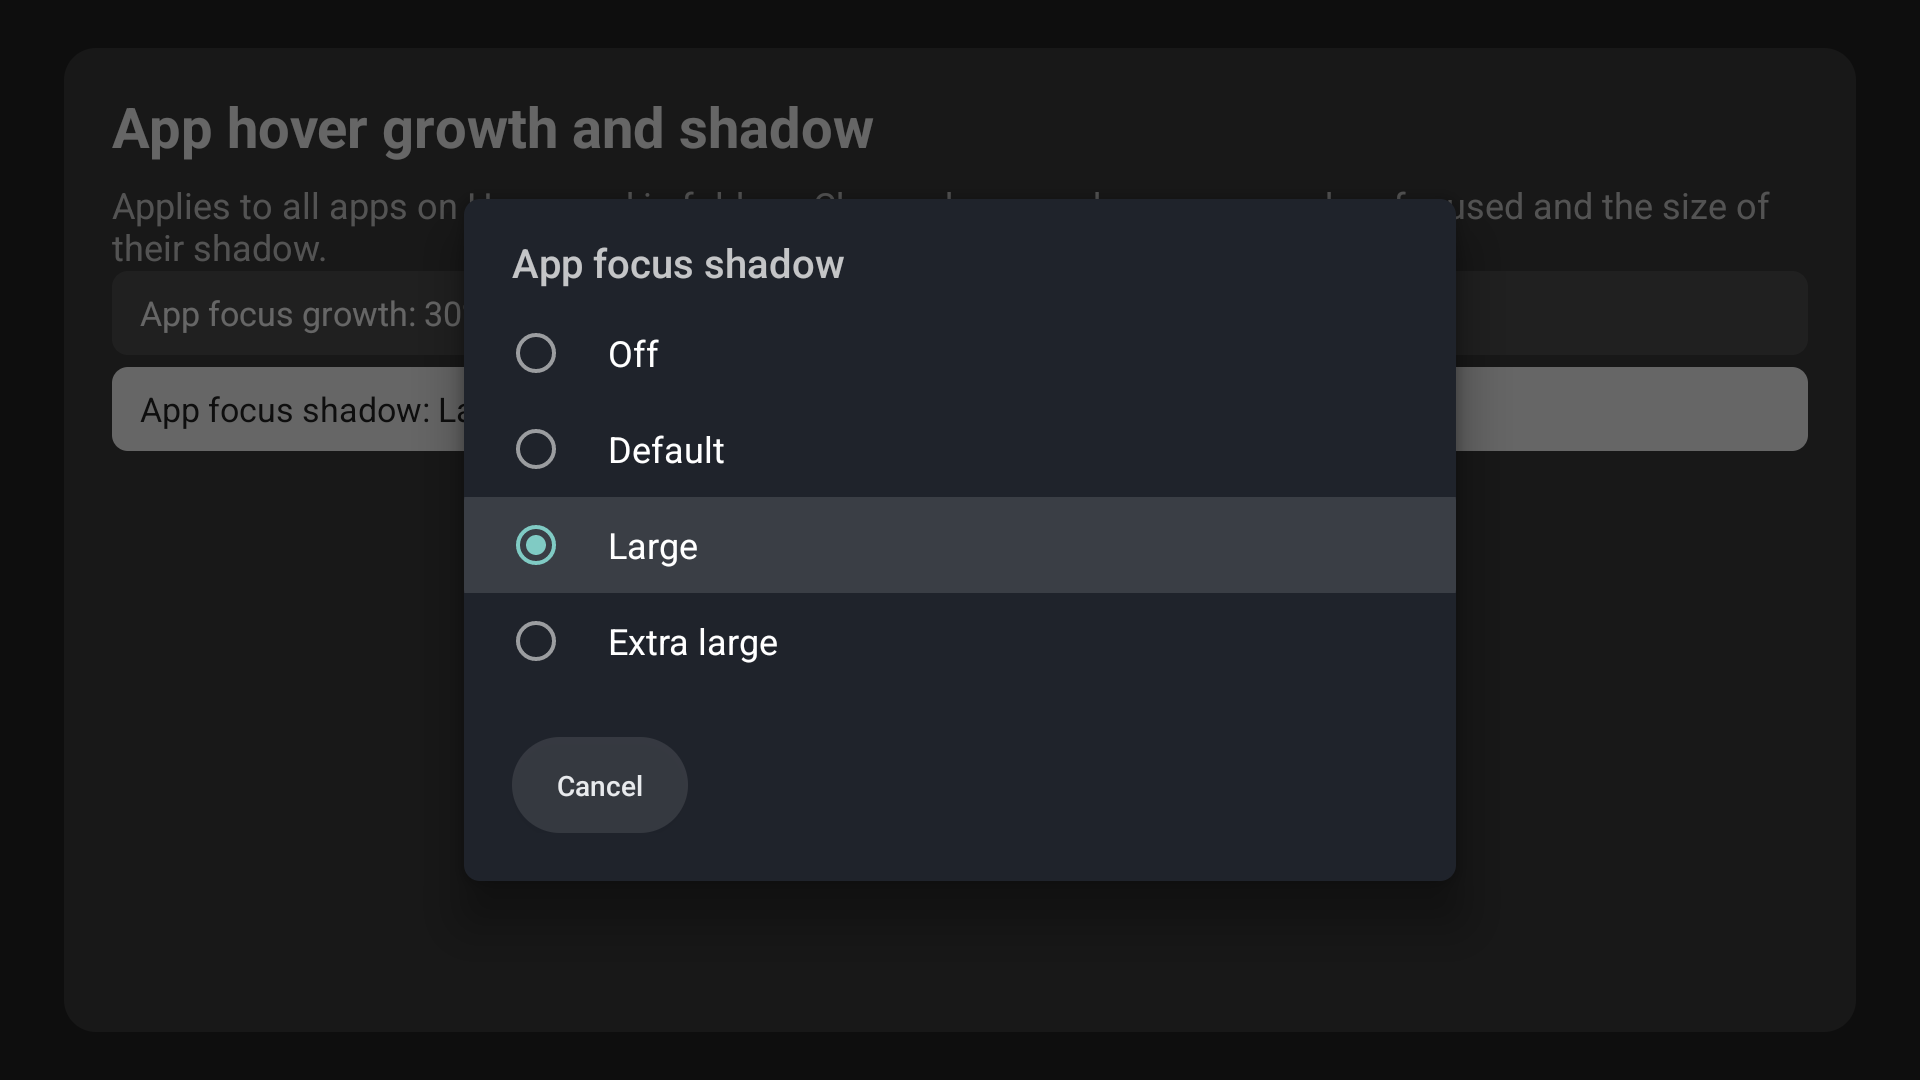 App hover growth and shadow
Applies to all apps on used and the size of
their shadow.
App focus shadow
App focus growth: 30
Off
App focus shadow:
Default
Large
Extra large
Cancel